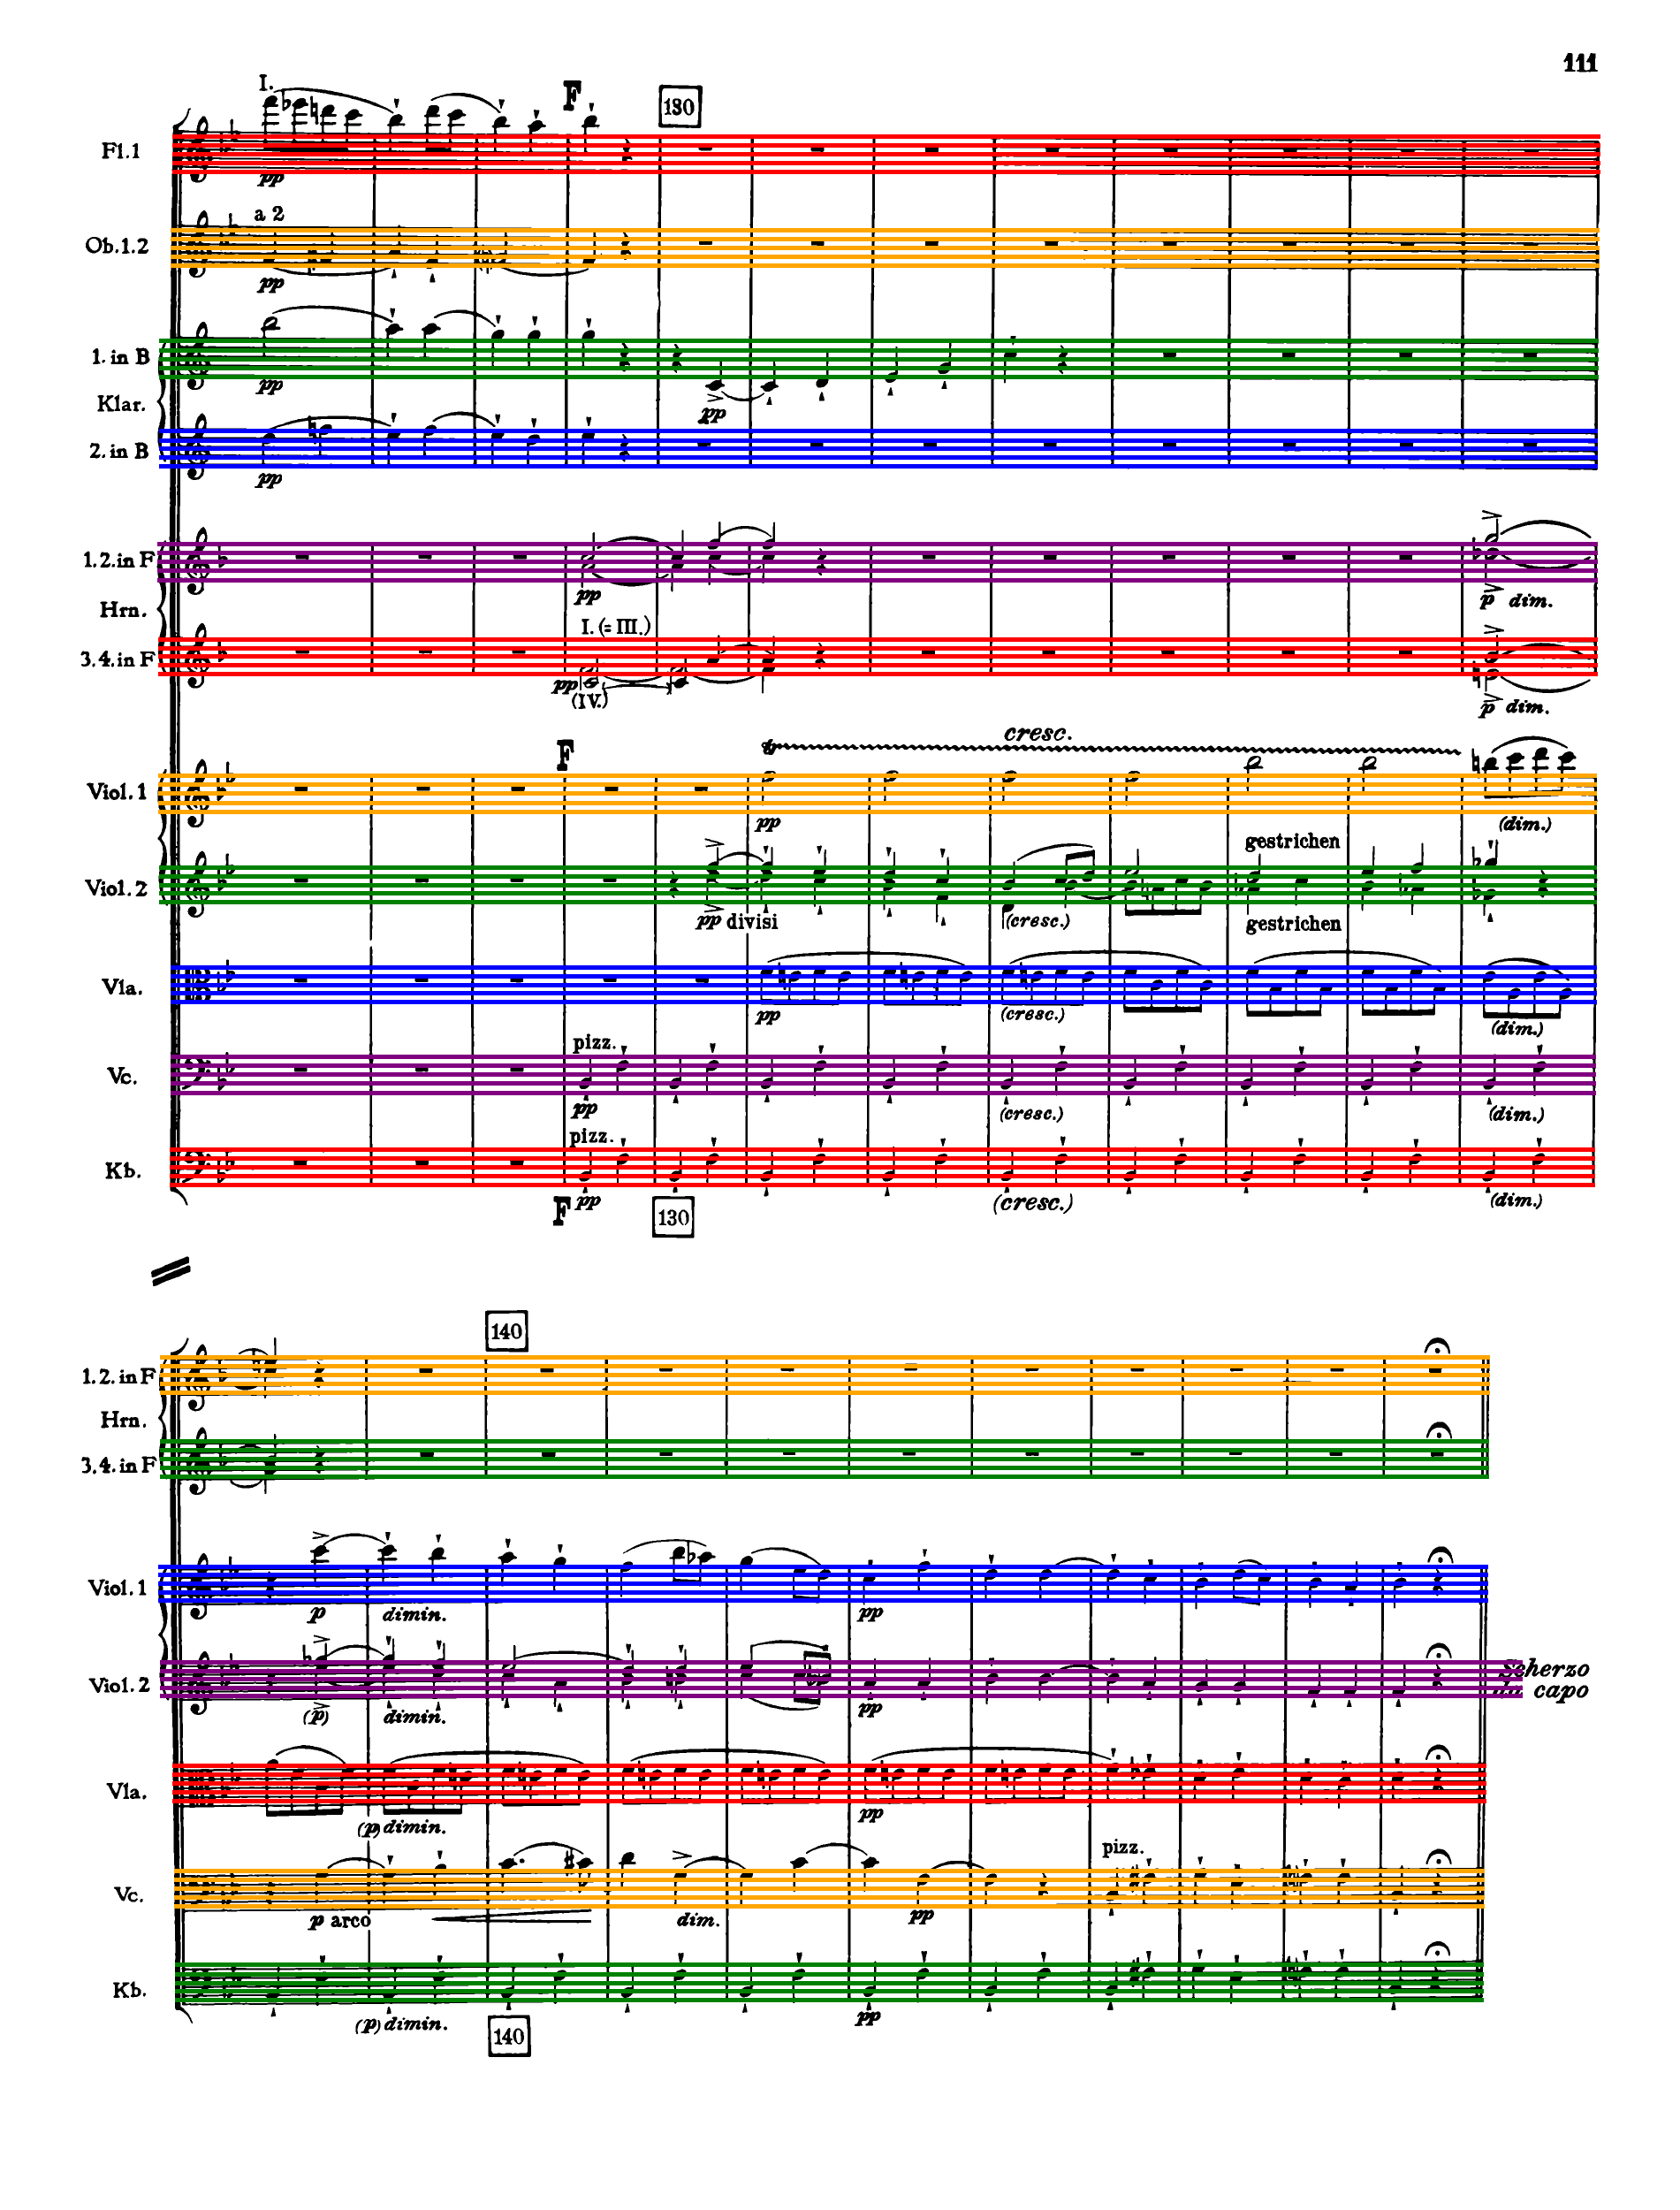 111
I.
F 130
Fl.1
pp
a 2
Ob.1.2
pp
1. in B
pp
pp
Klar.
2. in B
pp
1.2. in F
pp
p dim.
Hrn.
I. (= III.)
3.4. in F
pp
(IV.)
p dim.
cresc.
F
tr
Viol. 1
pp
(dim.)
gestrichen
Viol. 2
pp divisi
(cresc.)
gestrichen
Vla.
pp
(cresc.)
(dim.)
pizz.
Vc.
pp
(cresc.)
(dim.)
pizz.
Kb.
F pp
(cresc.)
(dim.)
130
140
1.2. in F
Hrn.
3.4. in F
Viol. 1
p
dimin.
pp
Viol. 2
Scherzo
da capo
(p)
dimin.
pp
Vla.
(p) dimin.
pp
pizz.
Vc.
p arco
dim.
pp
Kb.
(p) dimin.
pp
140